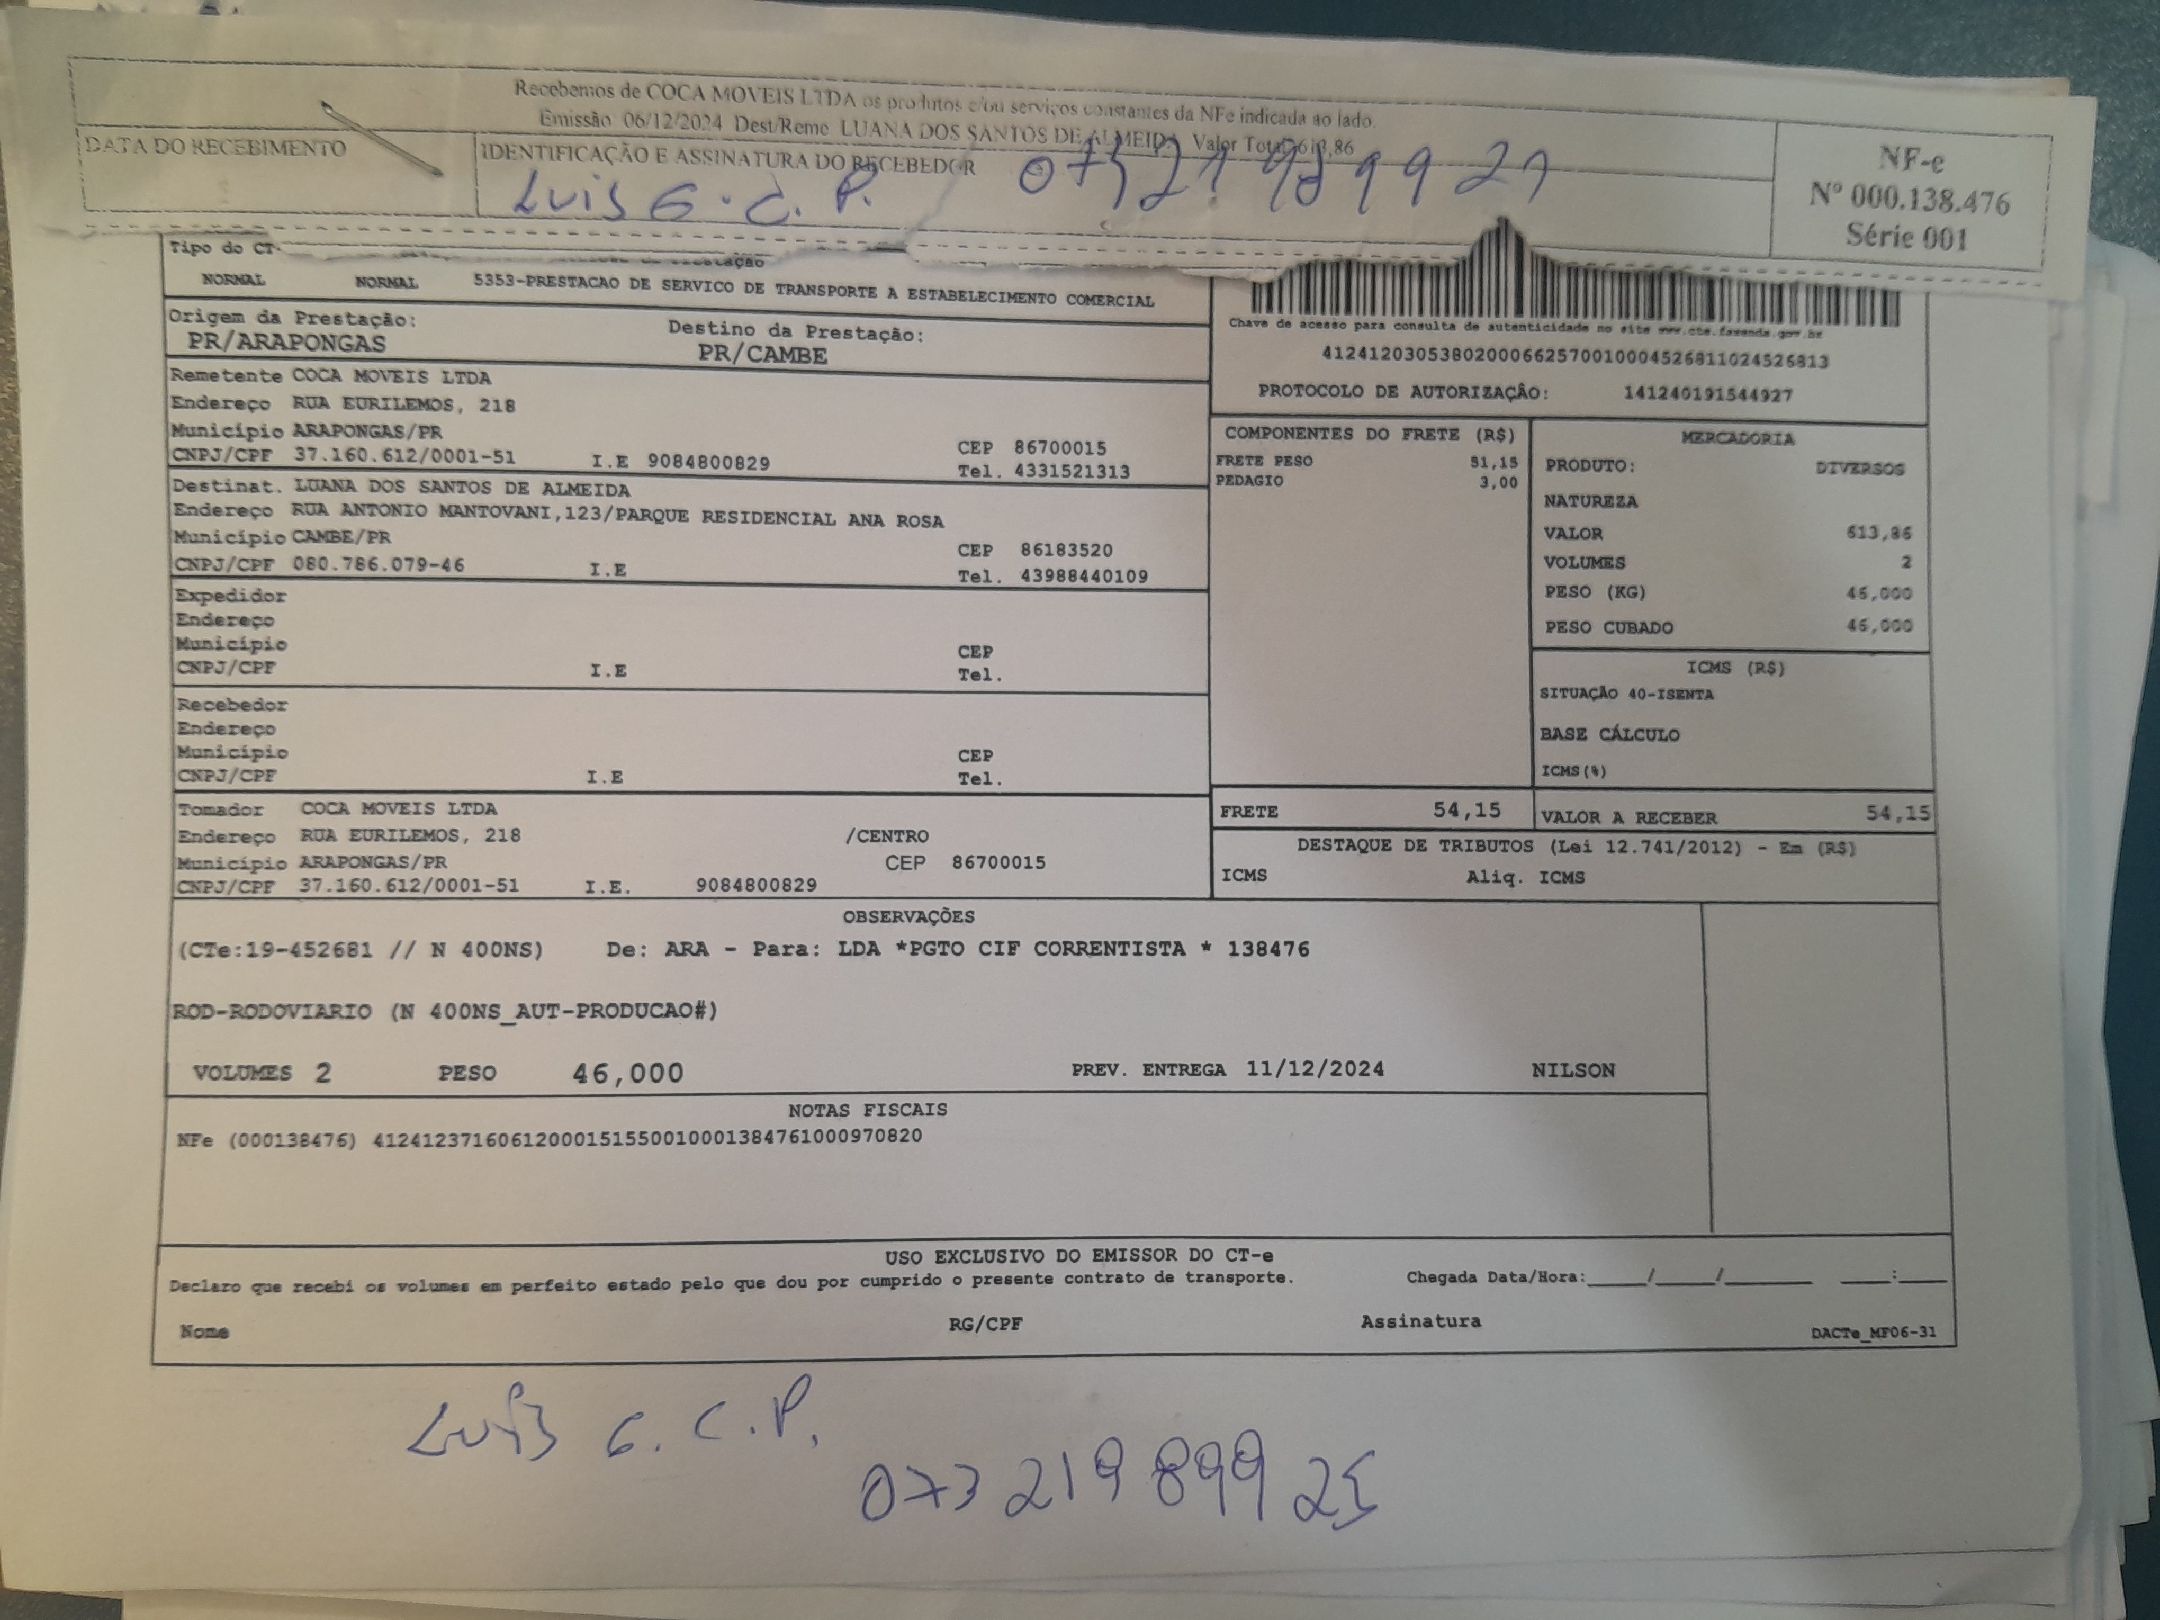 Recebemos de COCA MOVEIS LTDA os produtos e/ou serviços constantes da NFe indicada ao lado
Emissão 06/12/2024 Dest/Reme LUANA DOS SANTOS DE ALMEIDA Valor Total 613,86
DATA DO RECEBIMENTO
IDENTIFICAÇÃO E ASSINATURA DO RECEBEDOR
Luis G. C. P.
NF-e
Nº 000.138.476
Série 001
Tipo do CT-
NORMAL NORMAL 5353-PRESTACAO DE SERVICO DE TRANSPORTE A ESTABELECIMENTO COMERCIAL
Origem da Prestação: Destino da Prestação:
PR/ARAPONGAS PR/CAMBE
Chave de acesso para consulta de autenticidade no site www.cte.fazenda.gov.br
41241203053802000662570010004526811024526813
PROTOCOLO DE AUTORIZAÇÃO: 141240191544927
Remetente COCA MOVEIS LTDA
Endereço RUA EURILEMOS, 218
Município ARAPONGAS/PR CEP 86700015
CNPJ/CPF 37.160.612/0001-51 I.E 9084800829 Tel. 4331521313
Destinat. LUANA DOS SANTOS DE ALMEIDA
Endereço RUA ANTONIO MANTOVANI,123/PARQUE RESIDENCIAL ANA ROSA
Município CAMBE/PR CEP 86183520
CNPJ/CPF 080.786.079-46 I.E Tel. 43988440109
Expedidor
Endereço
Município CEP
CNPJ/CPF I.E Tel.
Recebedor
Endereço
Município CEP
CNPJ/CPF I.E Tel.
Tomador COCA MOVEIS LTDA
Endereço RUA EURILEMOS, 218 /CENTRO
Município ARAPONGAS/PR CEP 86700015
CNPJ/CPF 37.160.612/0001-51 I.E. 9084800829
COMPONENTES DO FRETE (R$)
FRETE PESO 51,15
PEDAGIO 3,00
MERCADORIA
PRODUTO: DIVERSOS
NATUREZA
VALOR 613,86
VOLUMES 2
PESO (KG) 46,000
PESO CUBADO 46,000
ICMS (R$)
SITUAÇÃO 40-ISENTA
BASE CÁLCULO
ICMS(%)
FRETE 54,15 VALOR A RECEBER 54,15
DESTAQUE DE TRIBUTOS (Lei 12.741/2012) - Em (R$)
ICMS Aliq. ICMS
OBSERVAÇÕES
(CTe:19-452681 // N 400NS) De: ARA - Para: LDA *PGTO CIF CORRENTISTA * 138476
ROD-RODOVIARIO (N 400NS_AUT-PRODUCAO#)
VOLUMES 2 PESO 46,000 PREV. ENTREGA 11/12/2024 NILSON
NOTAS FISCAIS
NFe (000138476) 41241237160612000151550010001384761000970820
USO EXCLUSIVO DO EMISSOR DO CT-e
Declaro que recebi os volumes em perfeito estado pelo que dou por cumprido o presente contrato de transporte. Chegada Data/Hora:____/____/______ ___:___
Nome RG/CPF Assinatura DACTe_MF06-31
Luis G. C. P.
073 219 899 25